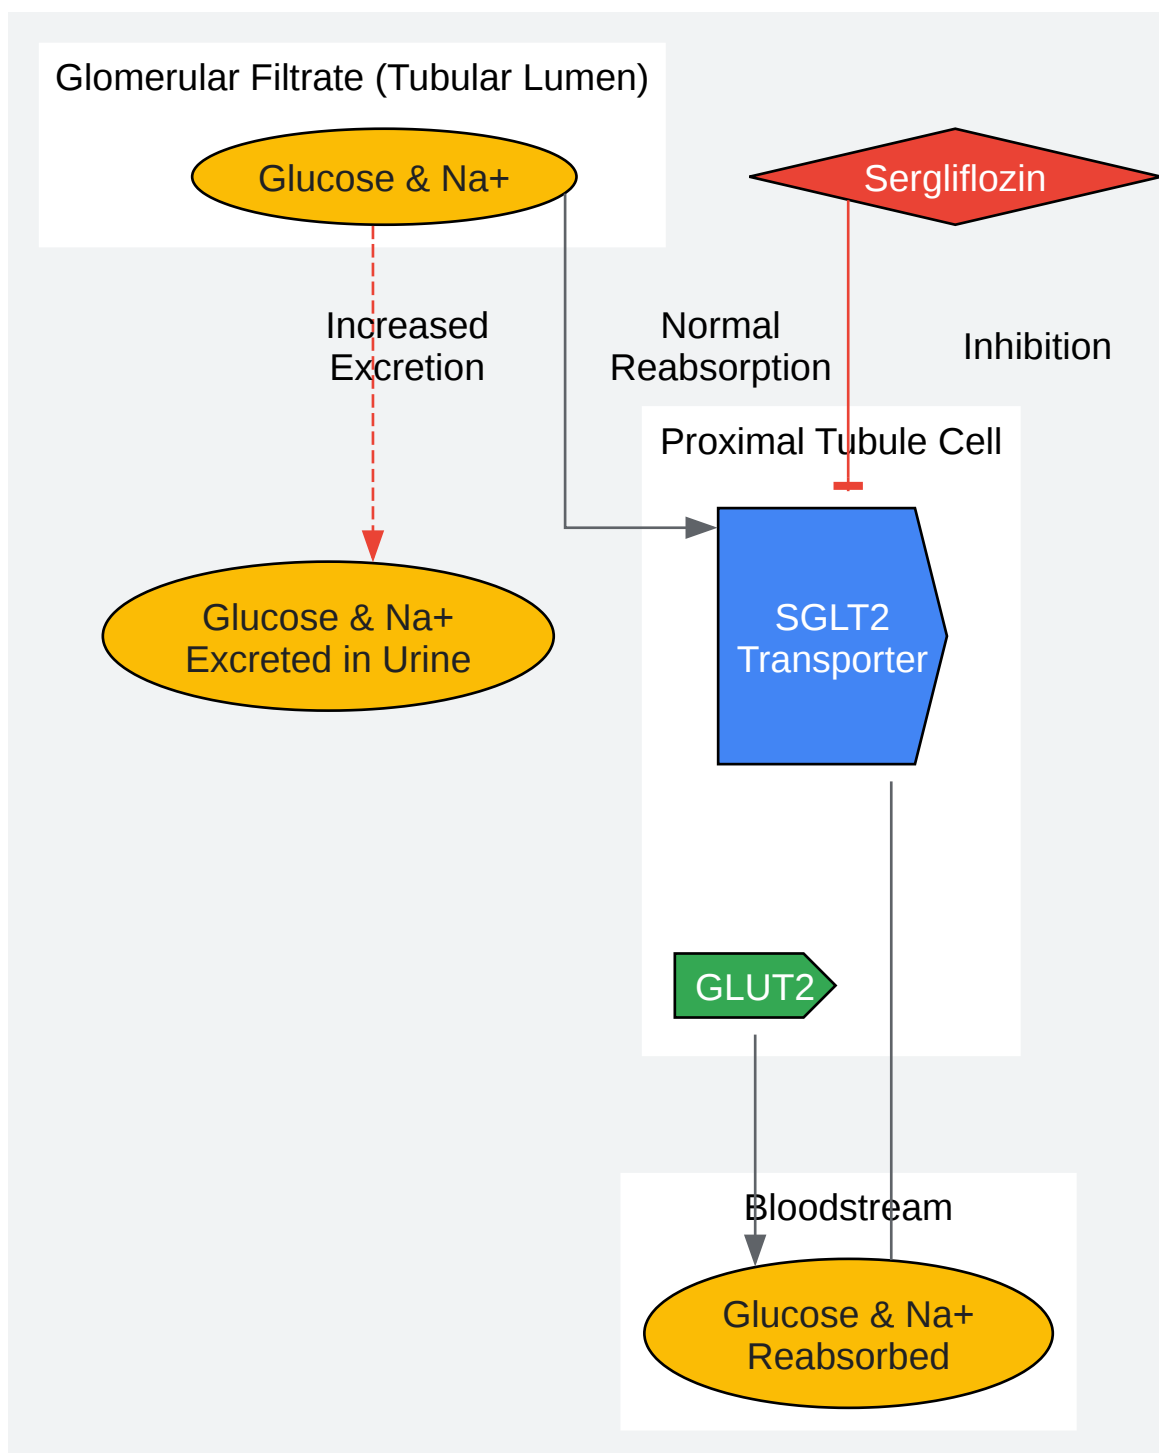 Glomerular Filtrate (Tubular Lumen)
Glucose & Na+
Sergliflozin
Increased
Excretion
Normal
Reabsorption
Inhibition
Proximal Tubule Cell
Glucose & Na+
Excreted in Urine
SGLT2
Transporter
GLUT2
Bloodstream
Glucose & Na+
Reabsorbed